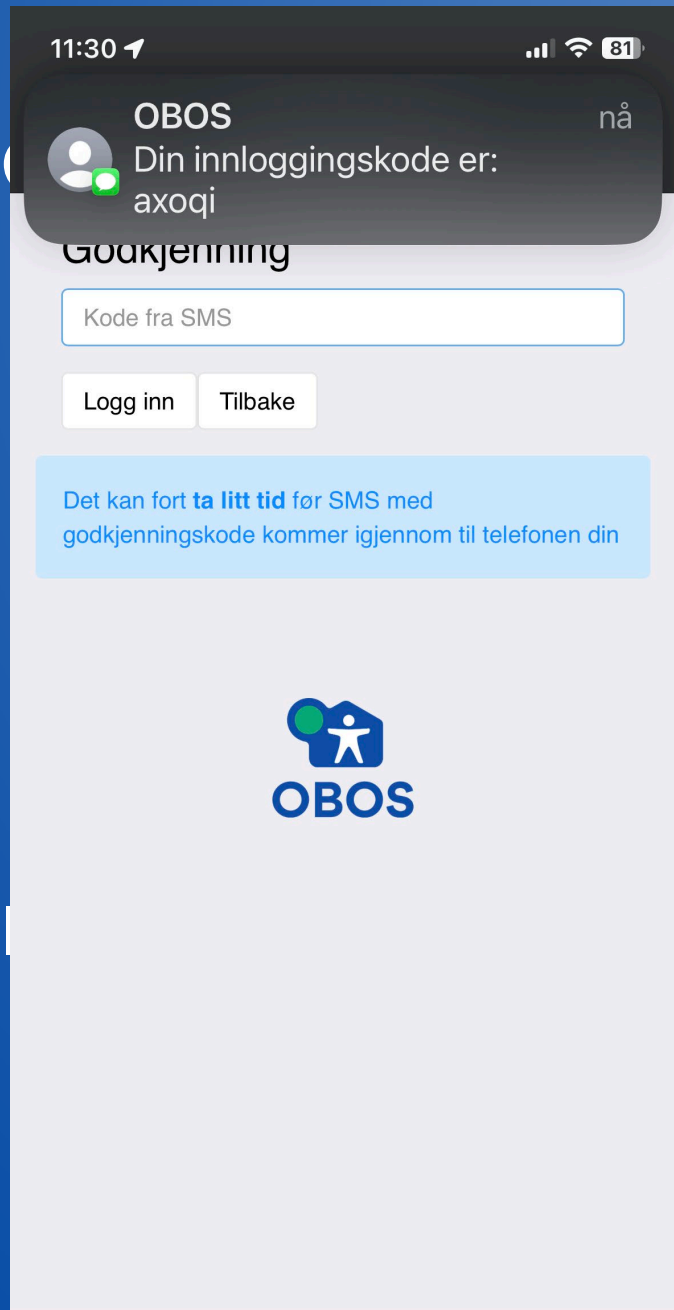 11:30
81
OBOS
nå
Din innloggingskode er:
axoqi
Godkjenning
Kode fra SMS
Logg inn
Tilbake
Det kan fort ta litt tid før SMS med
godkjenningskode kommer igjennom til telefonen din
OBOS